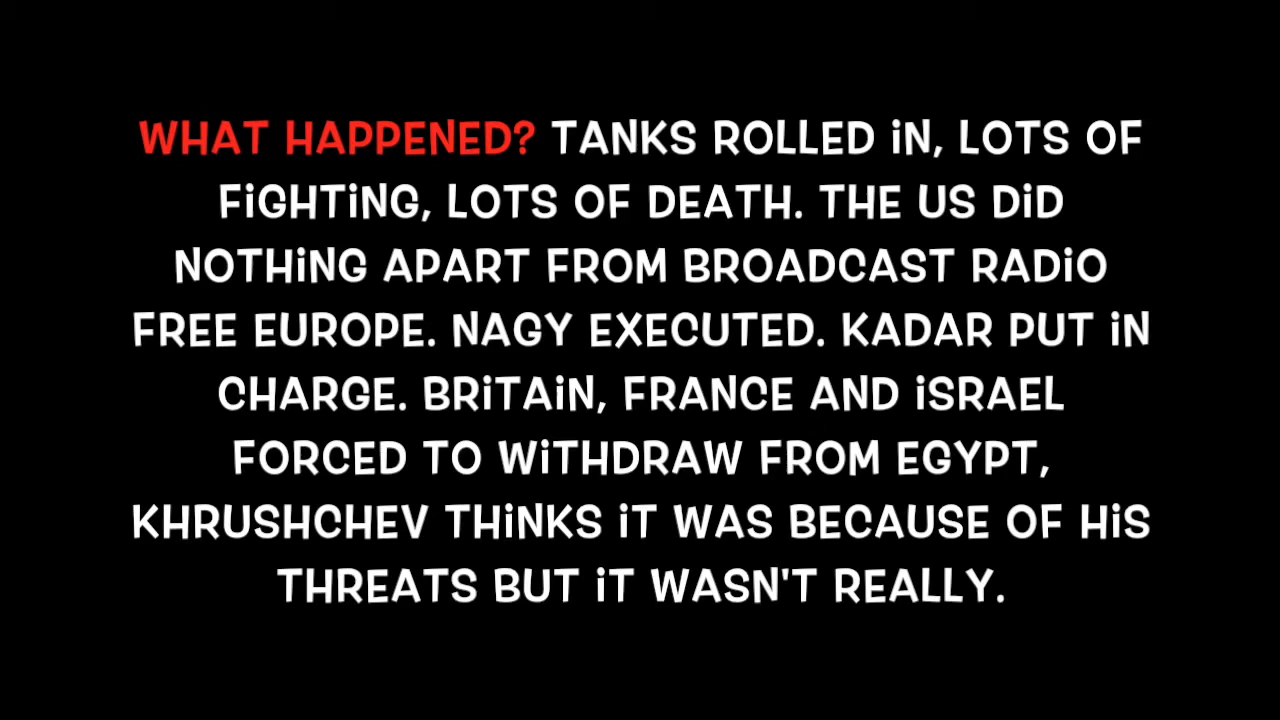 WHAT HAPPENED? TANKS ROLLED iN, LOTS OF
FiGHTiNG, LOTS OF DEATH. THE US DiD
NOTHiNG APART FROM BROADCAST RADiO
FREE EUROPE. NAGY EXECUTED. KADAR PUT iN
CHARGE. BRiTAiN, FRANCE AND iSRAEL
FORCED TO WiTHDRAW FROM EGYPT,
KHRUSHCHEV THiNKS iT WAS BECAUSE OF HiS
THREATS BUT iT WASN'T REALLY.